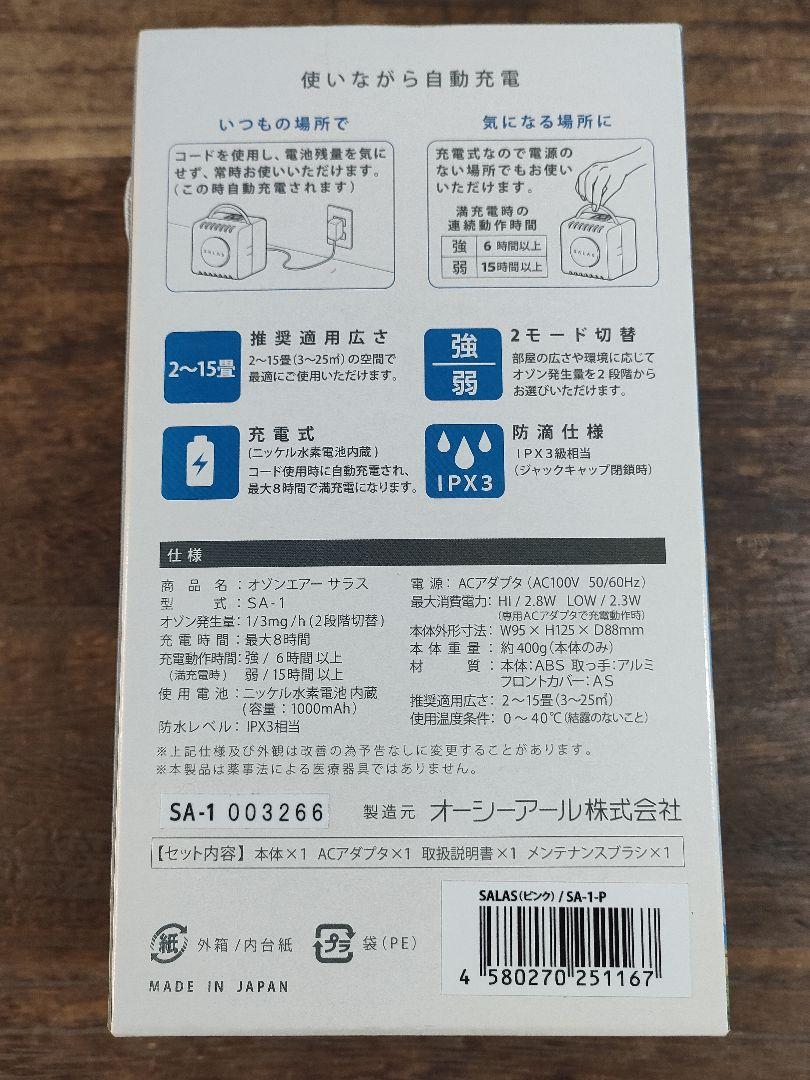 使いながら自動充電
いつもの場所で
コードを使用し、電池残量を気に
せず、常時お使いいただけます。
(この時自動充電されます)
SALAS
気になる場所に
充電式なので電源の
ない場所でもお使い
いただけます。
満充電時の
連続動作時間
強 6時間以上
弱 15時間以上
SALAS
2〜15畳
推奨適用広さ
2〜15畳(3〜25㎡)の空間で
最適にご使用いただけます。
強
弱
2モード切替
部屋の広さや環境に応じて
オゾン発生量を2段階から
お選びいただけます。
充電式
(ニッケル水素電池内蔵)
コード使用時に自動充電され、
最大8時間で満充電になります。
IPX3
防滴仕様
IPX3級相当
(ジャックキャップ閉鎖時)
仕様
商品名:オゾンエアー サラス
型式:SA-1
オゾン発生量:1/3mg/h(2段階切替)
充電時間:最大8時間
充電動作時間:強/6時間以上
(満充電時) 弱/15時間以上
使用電池:ニッケル水素電池内蔵
(容量:1000mAh)
防水レベル:IPX3相当
電源:ACアダプタ(AC100V 50/60Hz)
最大消費電力:HI/2.8W LOW/2.3W
(専用ACアダプタで充電動作時)
本体外形寸法:W95×H125×D88mm
本体重量:約400g(本体のみ)
材質:本体:ABS 取っ手:アルミ
フロントカバー:AS
推奨適用広さ:2〜15畳(3〜25㎡)
使用温度条件:0〜40℃(結露のないこと)
※上記仕様及び外観は改善の為予告なしに変更することがあります。
※本製品は薬事法による医療器具ではありません。
SA-1 003266
製造元 オーシーアール株式会社
【セット内容】本体×1 ACアダプタ×1 取扱説明書×1 メンテナンスブラシ×1
紙 外箱/内台紙
プラ 袋(PE)
MADE IN JAPAN
SALAS(ピンク)/SA-1-P
4 580270 251167